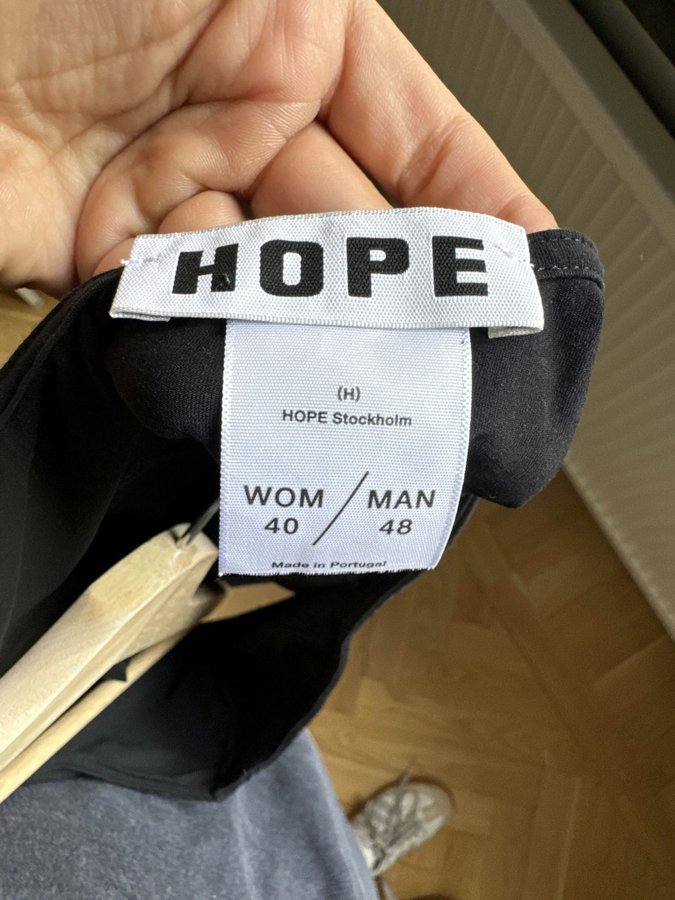 HOPE
(H)
HOPE Stockholm
WOM / MAN
40 48
Made in Portugal